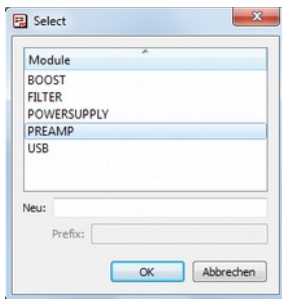 Select
Module
BOOST
FILTER
POWERSUPPLY
PREAMP
USB
Neu:
Prefix:
OK
Abbrechen